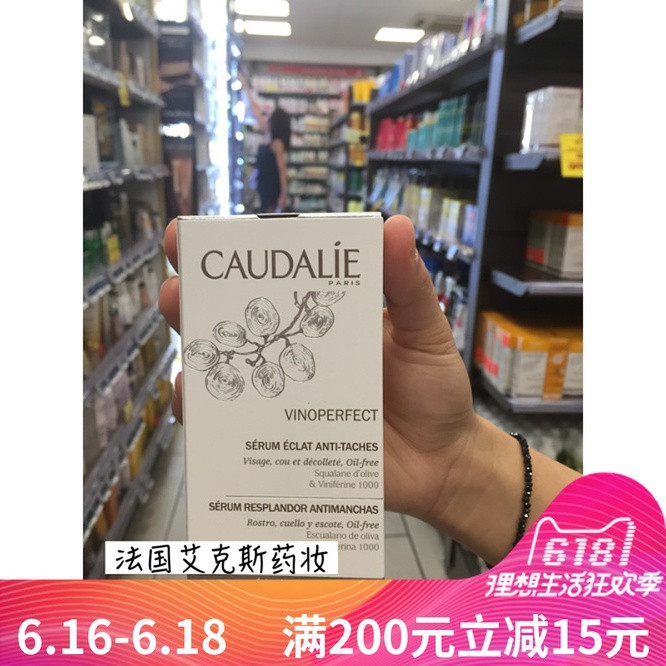 CAUDALÍE
PARIS
VINOPERFECT
SÉRUM ÉCLAT ANTI-TACHES
Visage, cou et décolleté, Oil-free
Squalane d'olive
& Viniférine 1000
SÉRUM RESPLANDOR ANTIMANCHAS
Rostro, cuello y escote, Oil-free
Escualano de oliva
1000
法国艾克斯药妆
618
理想生活狂欢季
6.16-6.18 满200元立减15元